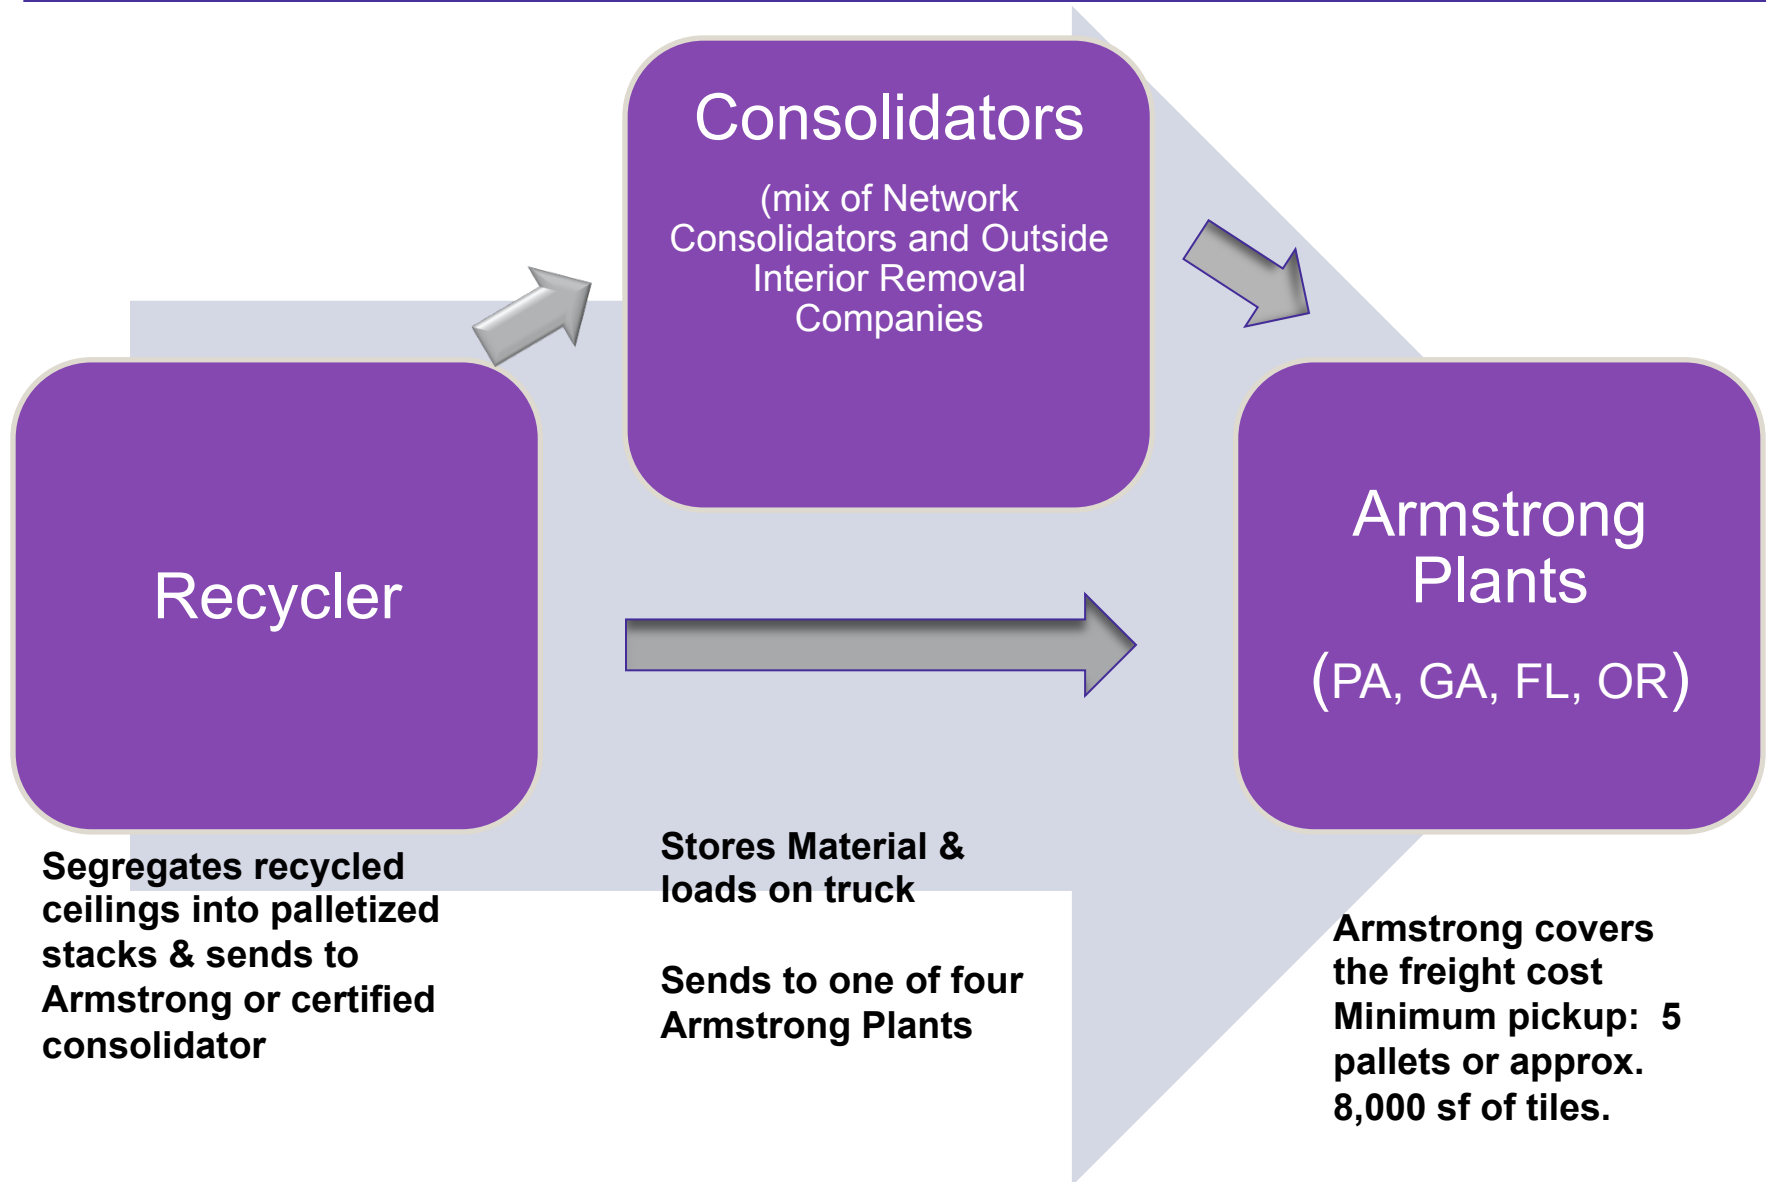 Consolidators
(mix of Network
Consolidators and Outside
Interior Removal
Companies
Recycler
Armstrong
Plants
(PA, GA, FL, OR)
Segregates recycled
ceilings into palletized
stacks & sends to
Armstrong or certified
consolidator
Stores Material &
loads on truck
Sends to one of four
Armstrong Plants
Armstrong covers
the freight cost
Minimum pickup:  5
pallets or approx.
8,000 sf of tiles.